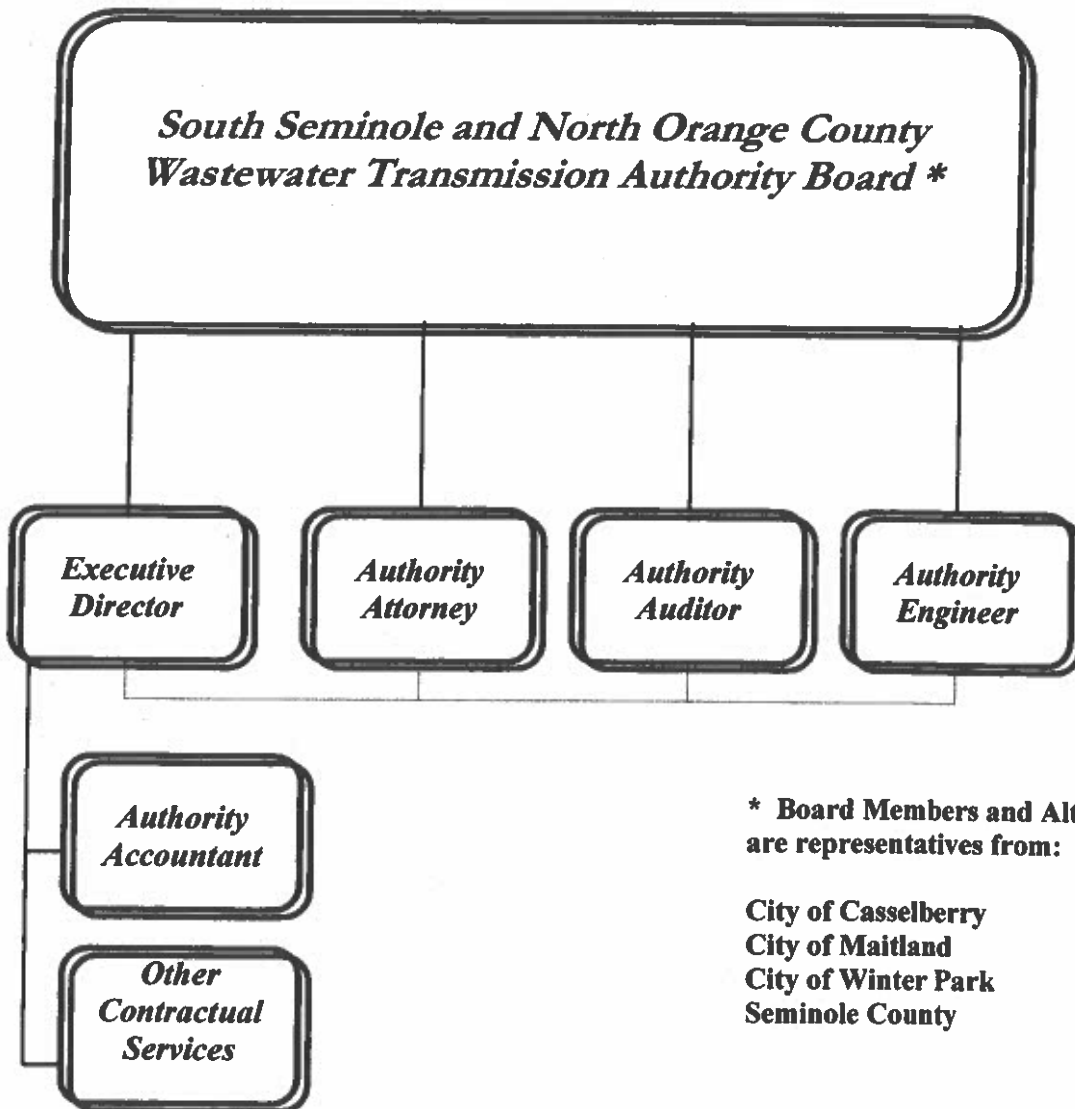 South Seminole and North Orange County
Wastewater Transmission Authority Board *
Executive
Director
Authority
Attorney
Authority
Auditor
Authority
Engineer
Authority
Accountant
Other
Contractual
Services
* Board Members and Alt
are representatives from:
City of Casselberry
City of Maitland
City of Winter Park
Seminole County